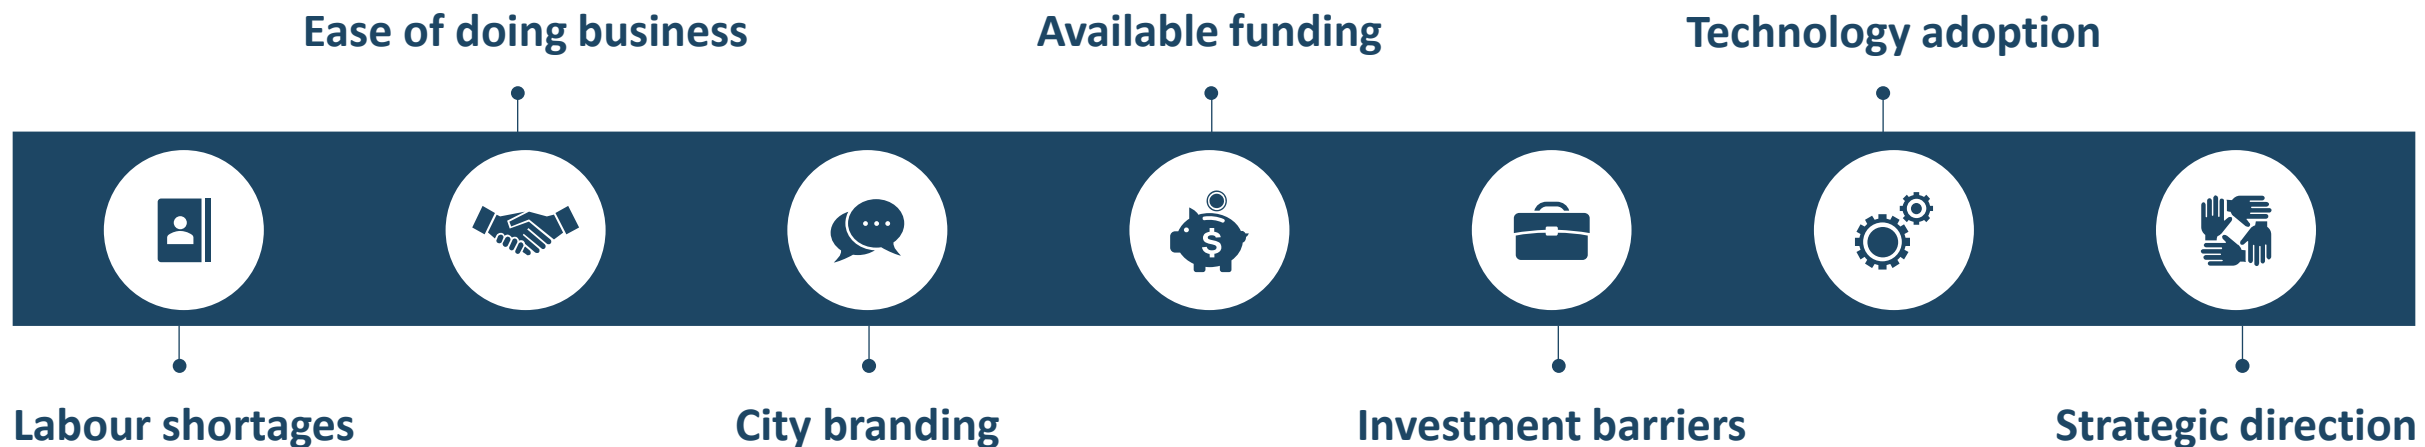 Ease of doing business
Available funding
Technology adoption
$
Labour shortages
City branding
Investment barriers
Strategic direction